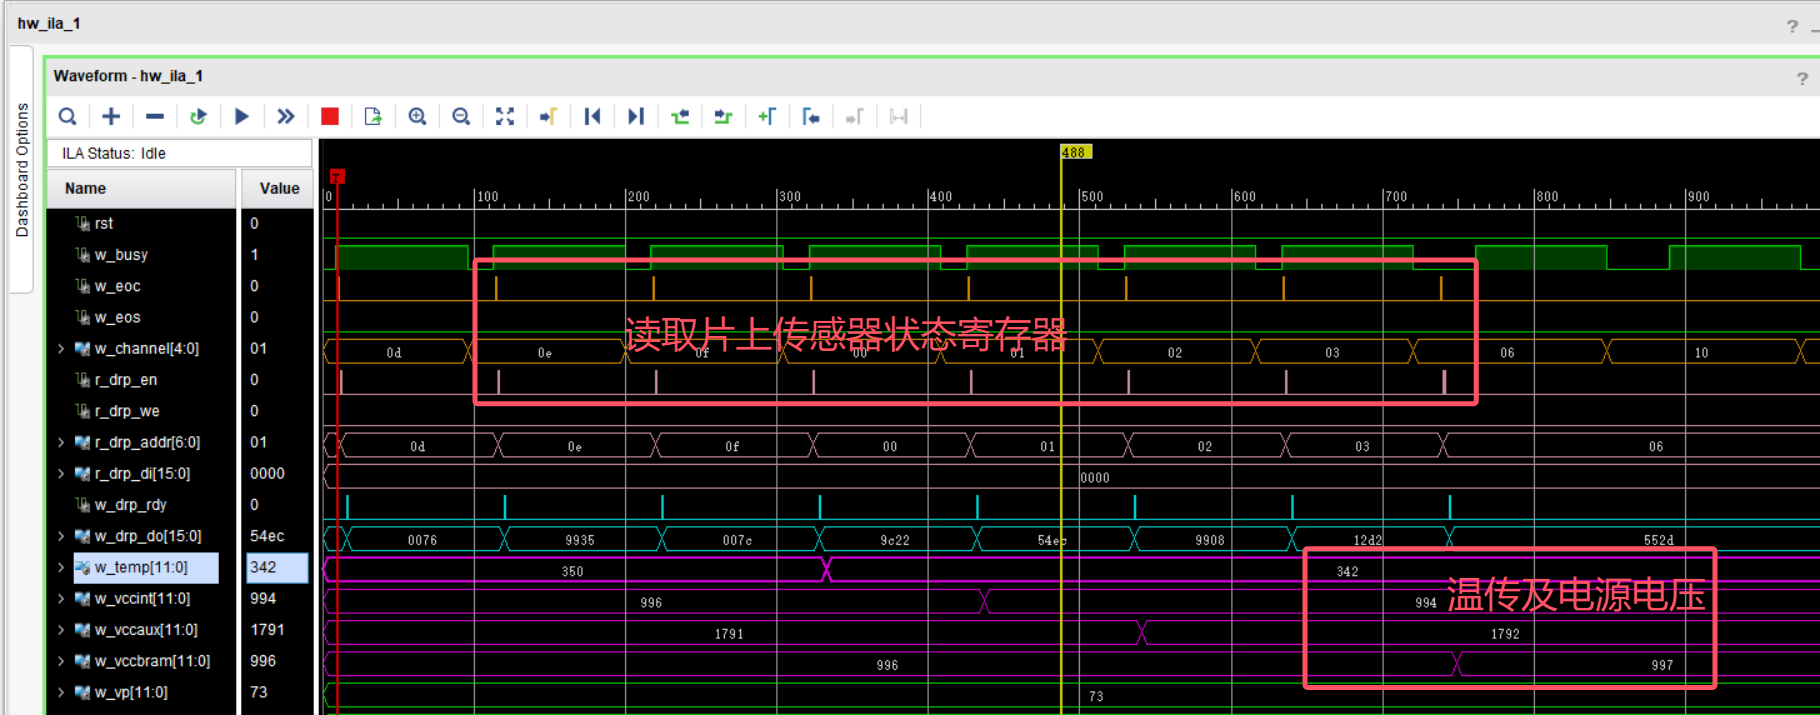 hw_ila_1
?
Dashboard Options
Waveform - hw_ila_1
?
ILA Status: Idle
Name Value
488
T
0 100 200 300 400 500 600 700 800 900
rst 0
w_busy 1
w_eoc 0
w_eos 0
读取片上传感器状态寄存器
w_channel[4:0] 01 0d 0e 0f 00 01 02 03 06 10
r_drp_en 0
r_drp_we 0
r_drp_addr[6:0] 01 0d 0e 0f 00 01 02 03 06
r_drp_di[15:0] 0000 0000
w_drp_rdy 0
w_drp_do[15:0] 54ec 0076 9935 007c 9c22 54ec 9908 12d2 552d
w_temp[11:0] 342 350 342
w_vccint[11:0] 994 996 994
温传及电源电压
w_vccaux[11:0] 1791 1791 1792
w_vccbram[11:0] 996 996 997
w_vp[11:0] 73 73